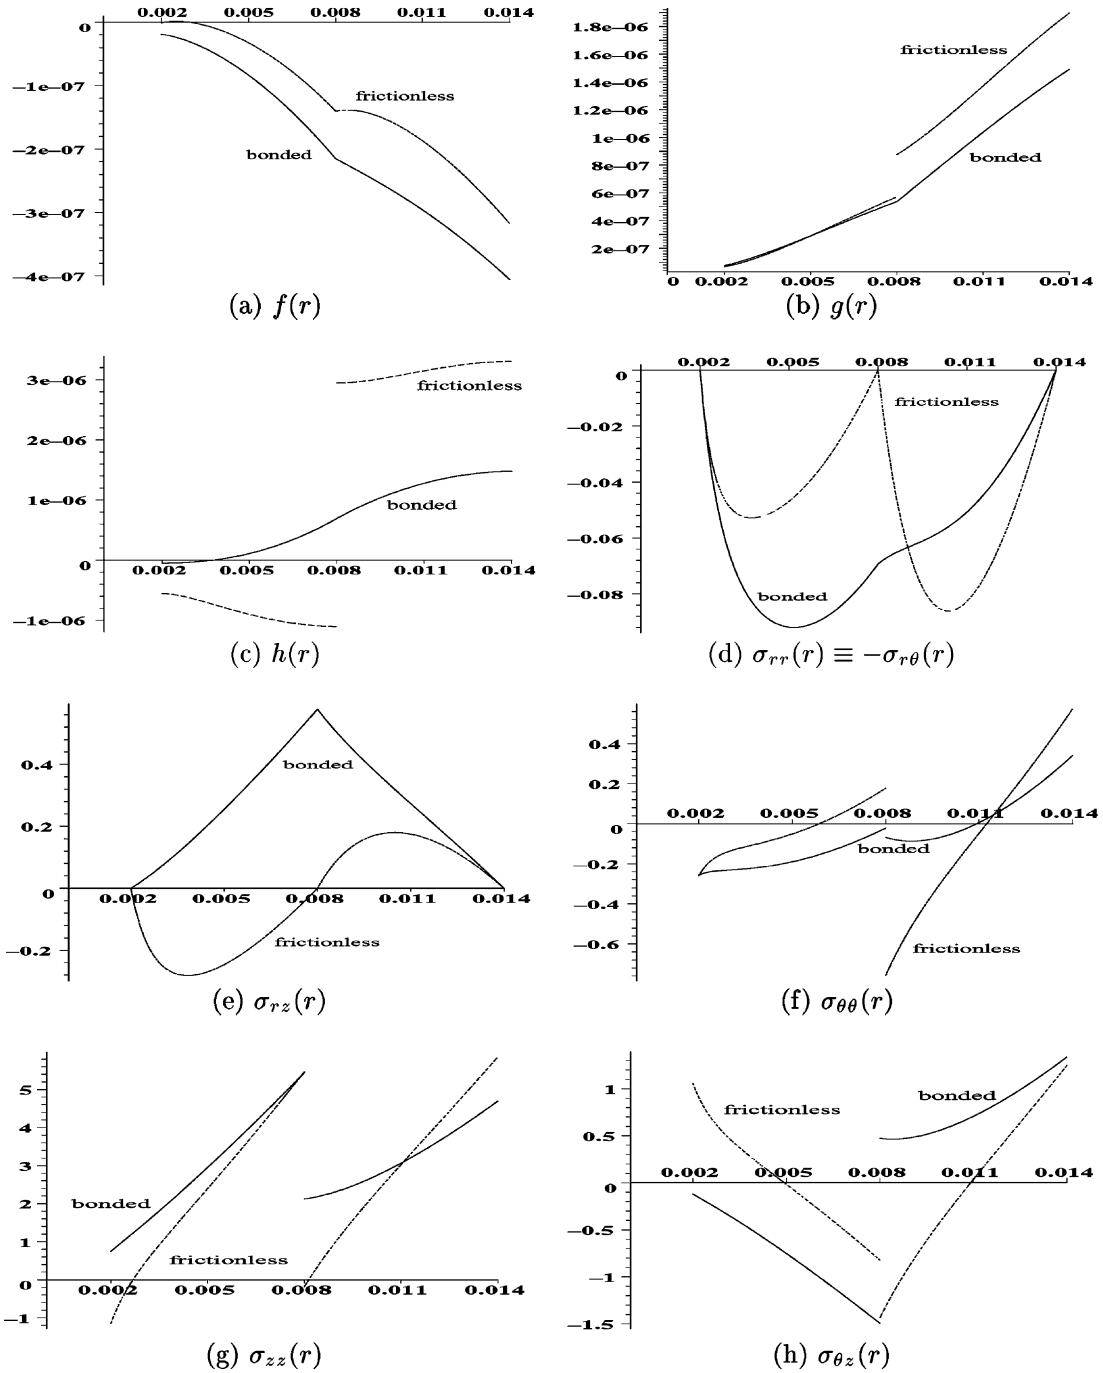 0.002 0.005 0.008 0.011 0.014
0
−1e−07
−2e−07
−3e−07
−4e−07
frictionless
bonded
(a) f(r)
1.8e−06
1.6e−06
1.4e−06
1.2e−06
1e−06
8e−07
6e−07
4e−07
2e−07
0 0.002 0.005 0.008 0.011 0.014
frictionless
bonded
(b) g(r)
3e−06
2e−06
1e−06
0
−1e−06
0.002 0.005 0.008 0.011 0.014
frictionless
bonded
(c) h(r)
0.002 0.005 0.008 0.011 0.014
0
−0.02
−0.04
−0.06
−0.08
frictionless
bonded
(d) σrr(r) ≡ −σrθ(r)
0.4
0.2
0
−0.2
0.002 0.005 0.008 0.011 0.014
bonded
frictionless
(e) σrz(r)
0.4
0.2
0
−0.2
−0.4
−0.6
0.002 0.005 0.008 0.011 0.014
bonded
frictionless
(f) σθθ(r)
5
4
3
2
1
0
−1
0.002 0.005 0.008 0.011 0.014
bonded
frictionless
(g) σzz(r)
1
0.5
0
−0.5
−1
−1.5
0.002 0.005 0.008 0.011 0.014
frictionless
bonded
(h) σθz(r)